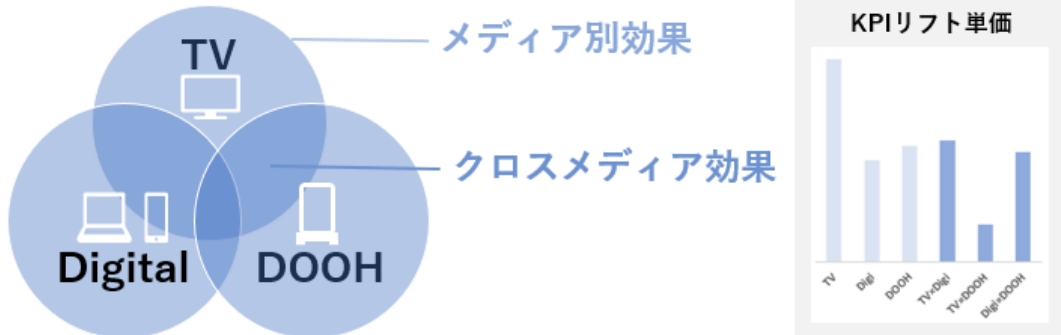 TV
メディア別効果
クロスメディア効果
Digital
DOOH
KPIリフト単価
TV
Digi
DOOH
TV×Digi
TV×DOOH
Digi×DOOH